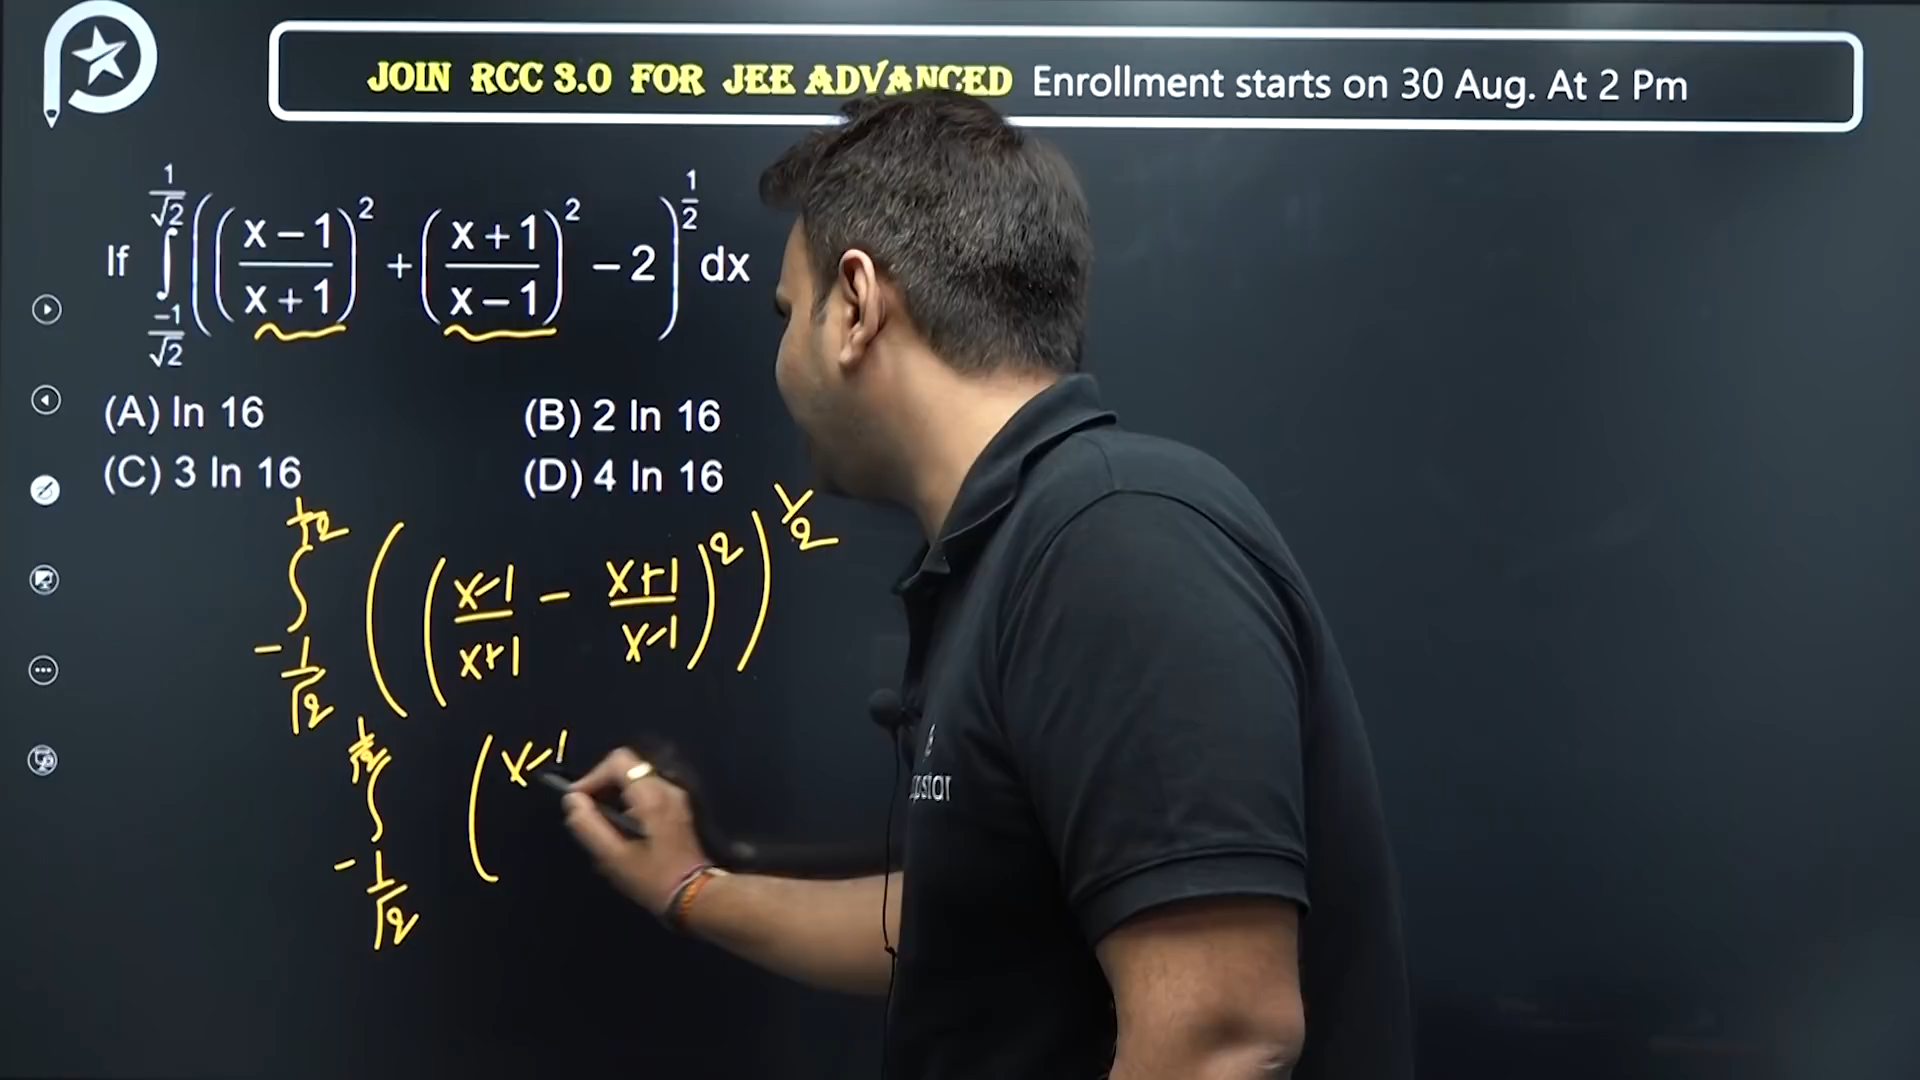 JOIN RCC 3.0 FOR JEE ADVANCED Enrollment starts on 30 Aug. At 2 Pm
If ∫_{-1/√2}^{1/√2} ( ( (x−1)/(x+1) )² + ( (x+1)/(x−1) )² − 2 )^{1/2} dx
(A) ln 16 (B) 2 ln 16
(C) 3 ln 16 (D) 4 ln 16
∫_{-1/√2}^{1/√2} ( ( (x-1)/(x+1) − (x+1)/(x-1) )² )^{1/2}
∫_{-1/√2}^{1/√2} ( x-1